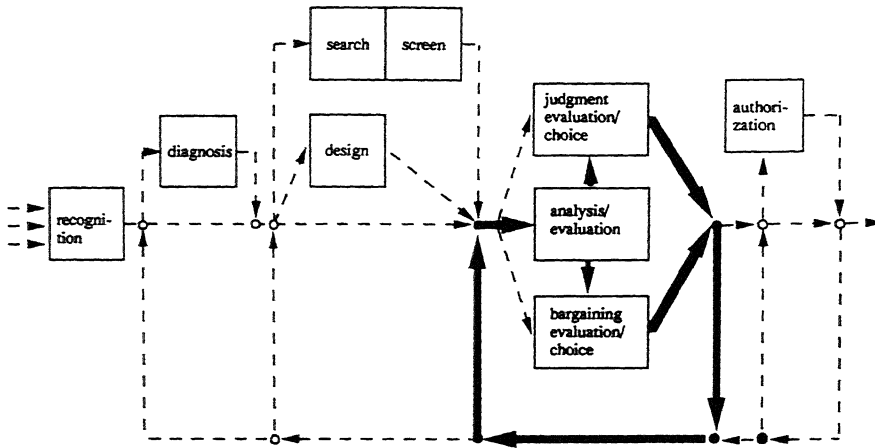 search
screen
judgment
evaluation/
choice
authori-
zation
diagnosis
design
recogni-
tion
analysis/
evaluation
bargaining
evaluation/
choice